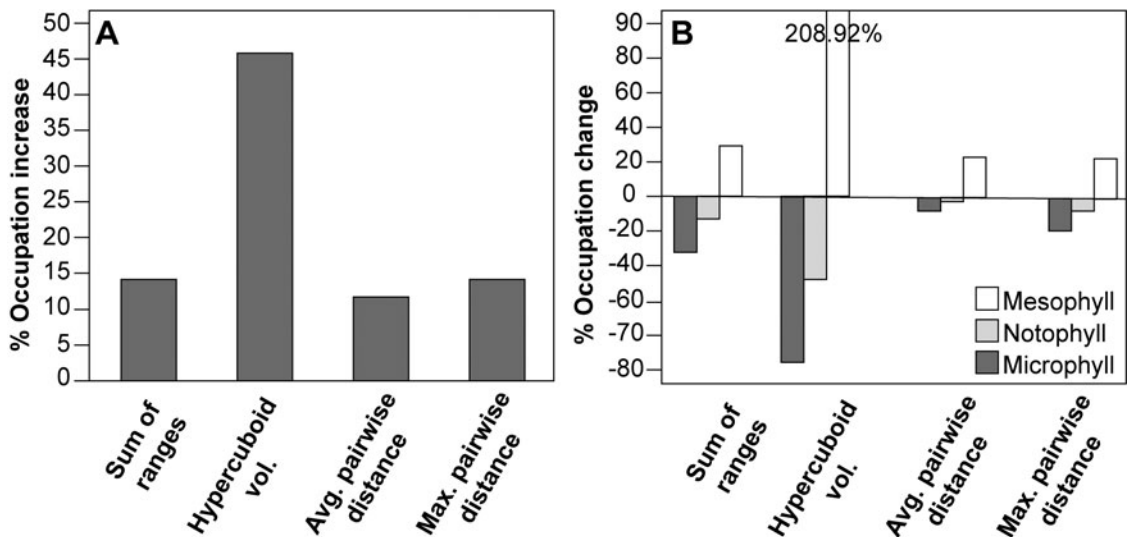 A
% Occupation increase
50
45
40
35
30
25
20
15
10
5
0
Sum of
ranges
Hypercuboid
vol.
Avg. pairwise
distance
Max. pairwise
distance
B
208.92%
% Occupation change
90
80
60
40
20
0
-20
-40
-60
-70
-80
Mesophyll
Notophyll
Microphyll
Sum of
ranges
Hypercuboid
vol.
Avg. pairwise
distance
Max. pairwise
distance